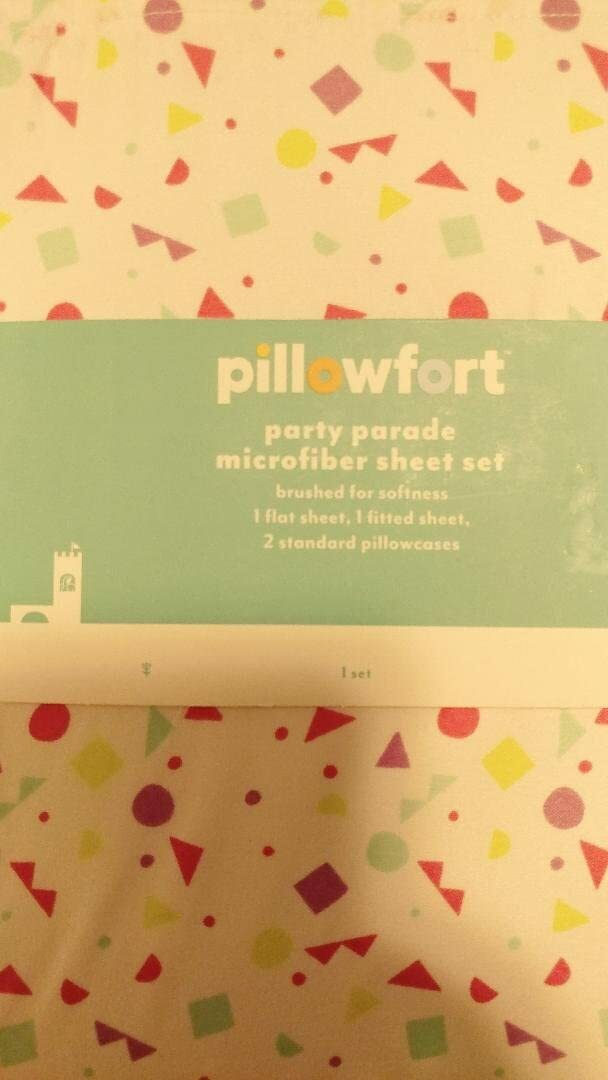 pillowfort™
party parade
microfiber sheet set
brushed for softness
1 flat sheet, 1 fitted sheet,
2 standard pillowcases
1 set